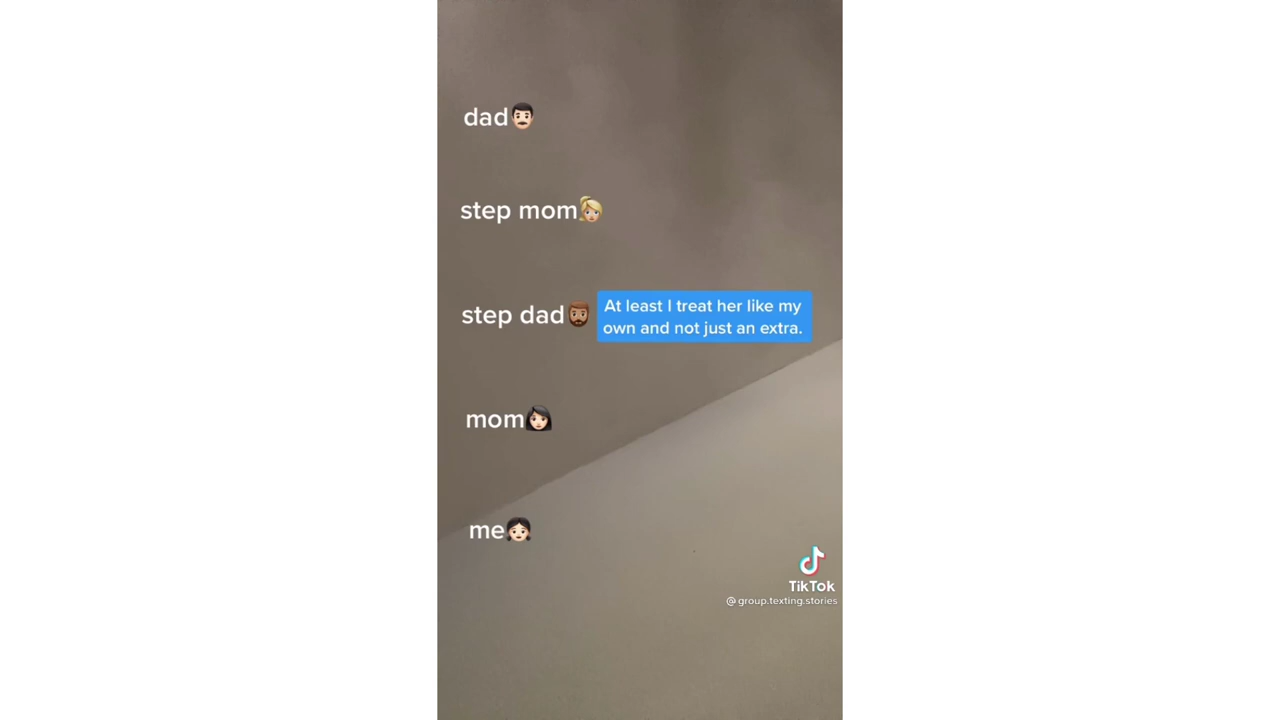 dad👨🏻
step mom👱🏼‍♀️
step dad🧔🏽
At least I treat her like my
own and not just an extra.
mom👩🏻
me👧🏻
TikTok
@group.texting.stories